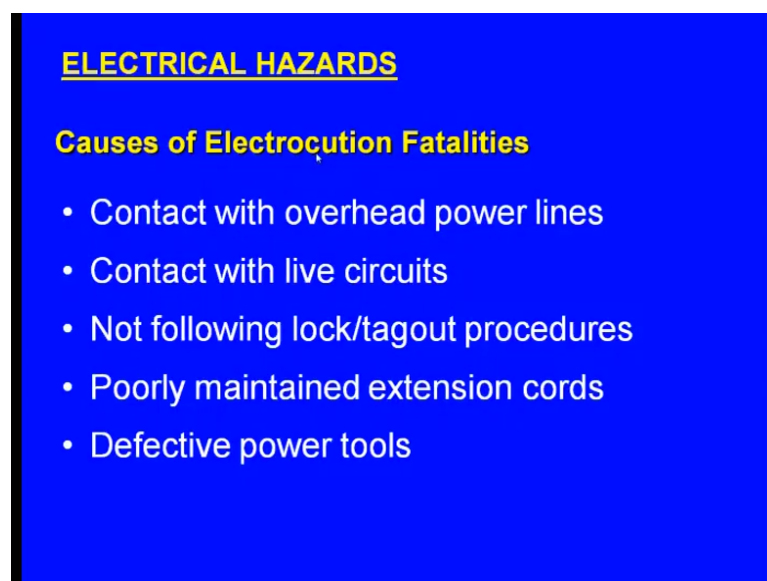 ELECTRICAL HAZARDS
Causes of Electrocution Fatalities
• Contact with overhead power lines
• Contact with live circuits
• Not following lock/tagout procedures
• Poorly maintained extension cords
• Defective power tools